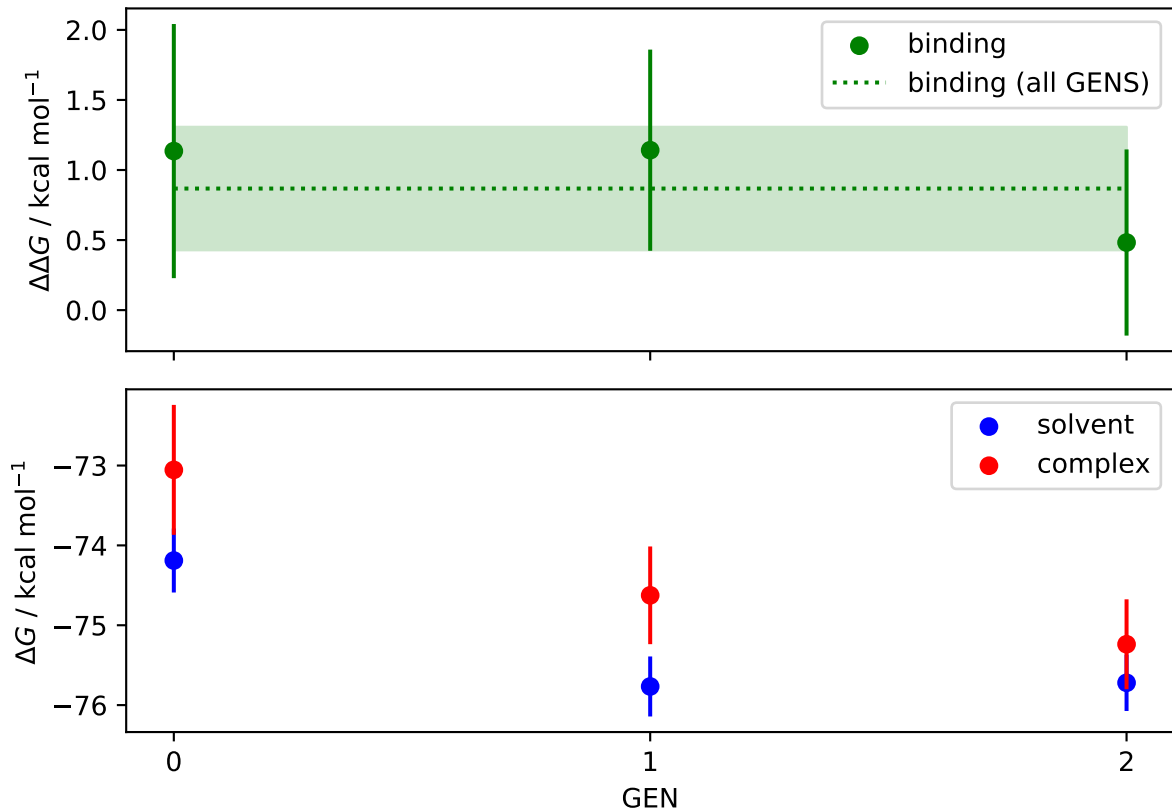 2.0
1.5
1.0
0.5
0.0
ΔΔG / kcal mol⁻¹
binding
binding (all GENS)
−73
−74
−75
−76
ΔG / kcal mol⁻¹
solvent
complex
0
1
2
GEN